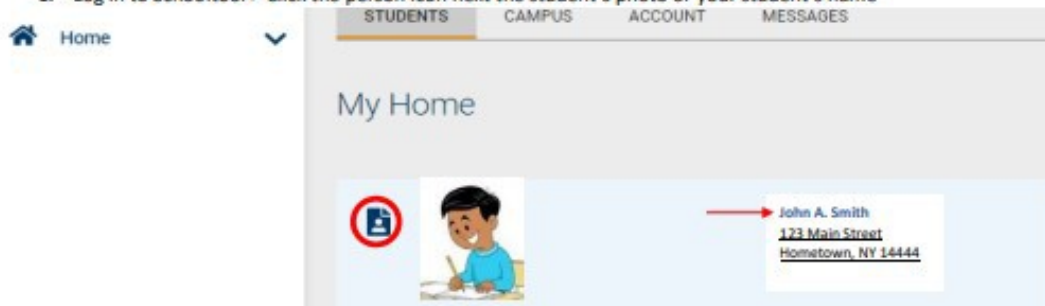 STUDENTS CAMPUS ACCOUNT MESSAGES
Home
My Home
John A. Smith
123 Main Street
Hometown, NY 14444